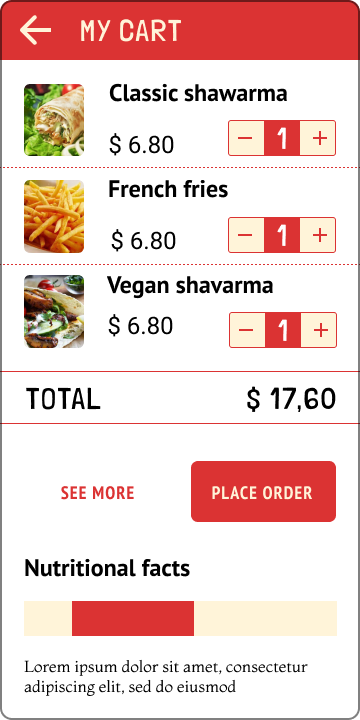 MY CART
Classic shawarma
$ 6.80
− 1 +
French fries
$ 6.80
− 1 +
Vegan shavarma
$ 6.80
− 1 +
TOTAL $ 17,60
SEE MORE PLACE ORDER
Nutritional facts
Lorem ipsum dolor sit amet, consectetur
adipiscing elit, sed do eiusmod